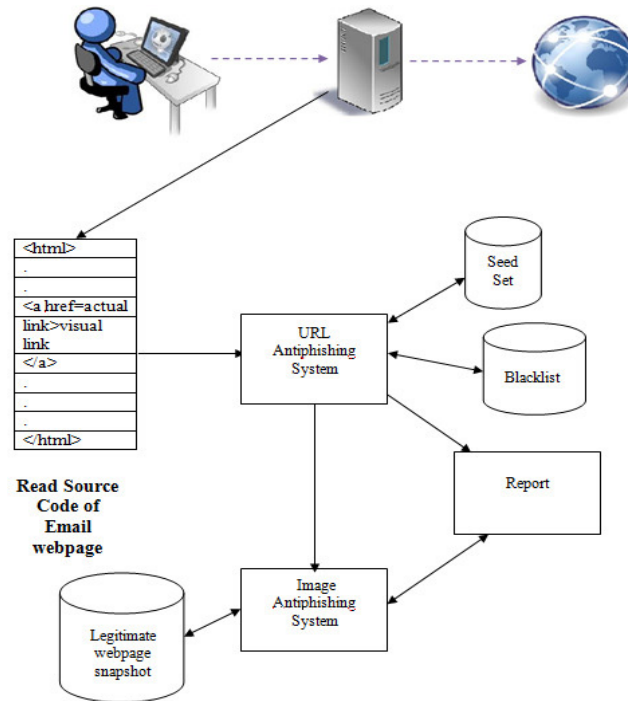 <html>
.
.
<a href=actual
link>visual
link
</a>
.
.
.
</html>
Read Source
Code of
Email
webpage
URL
Antiphishing
System
Seed
Set
Blacklist
Report
Image
Antiphishing
System
Legitimate
webpage
snapshot